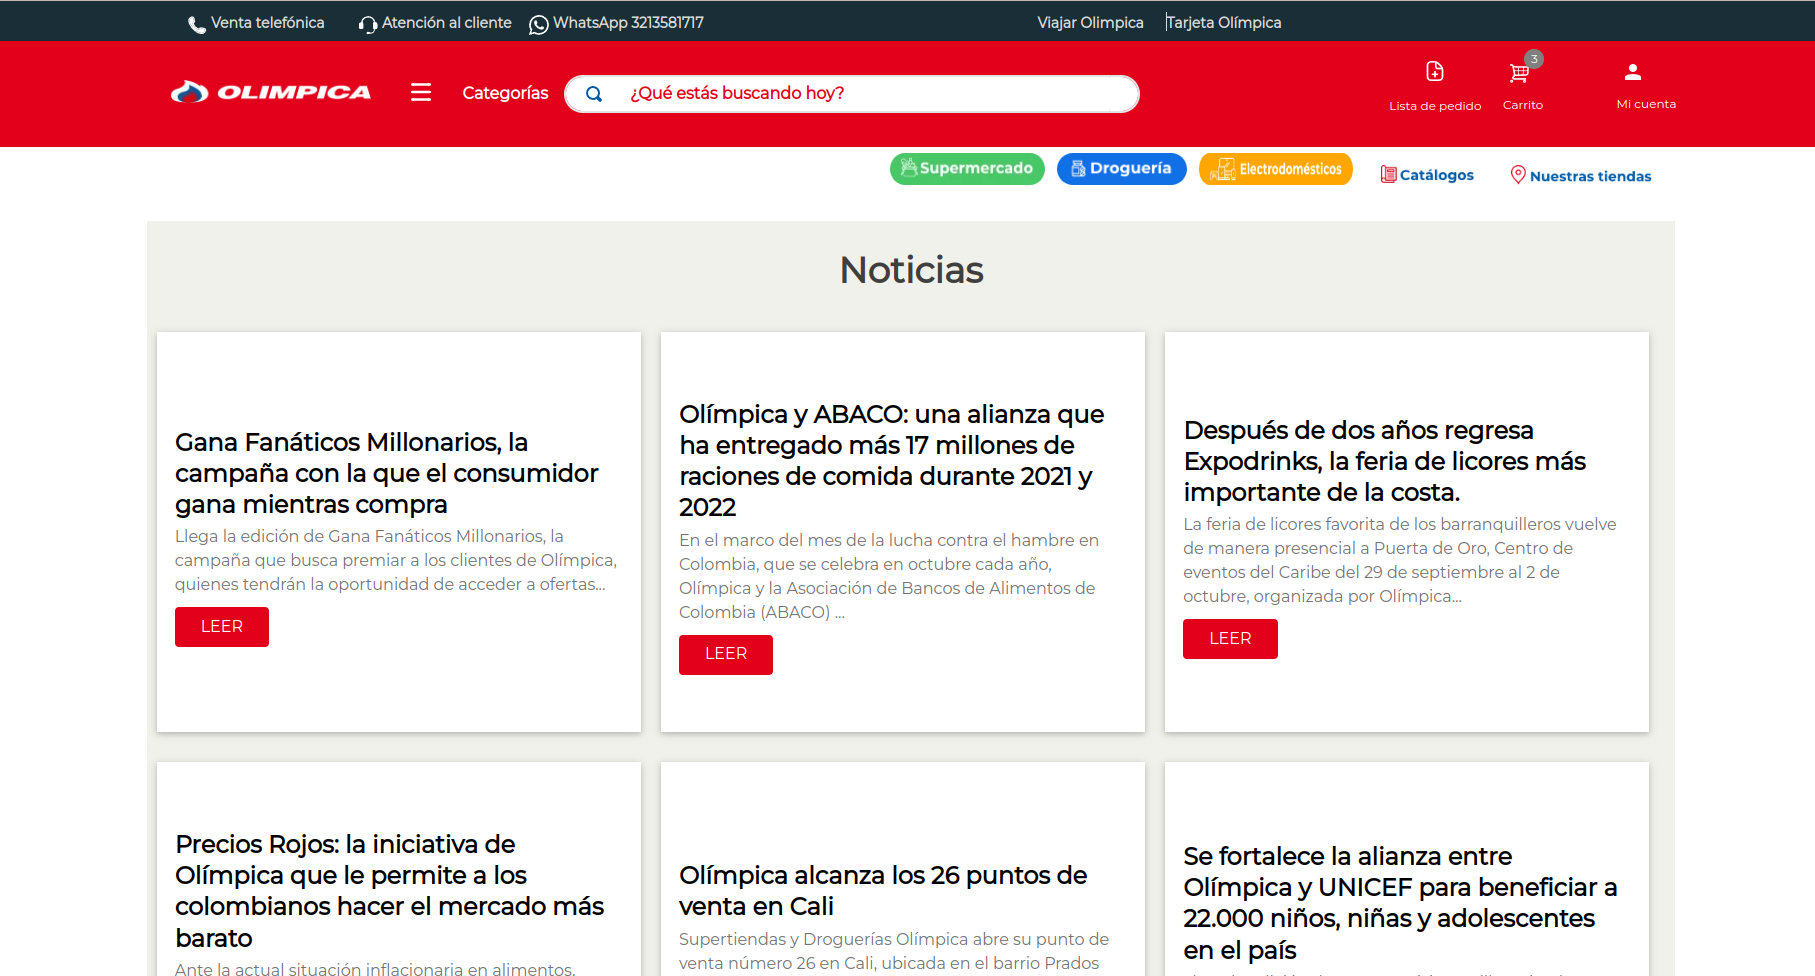 Venta telefónica
Atención al cliente
WhatsApp 3213581717
Viajar Olimpica
Tarjeta Olímpica
OLIMPICA
Categorías
¿Qué estás buscando hoy?
Lista de pedido
3
Carrito
Mi cuenta
Supermercado
Droguería
Electrodomésticos
Catálogos
Nuestras tiendas
Noticias
Gana Fanáticos Millonarios, la
campaña con la que el consumidor
gana mientras compra
Llega la edición de Gana Fanáticos Millonarios, la
campaña que busca premiar a los clientes de Olímpica,
quienes tendrán la oportunidad de acceder a ofertas...
LEER
Olímpica y ABACO: una alianza que
ha entregado más 17 millones de
raciones de comida durante 2021 y
2022
En el marco del mes de la lucha contra el hambre en
Colombia, que se celebra en octubre cada año,
Olímpica y la Asociación de Bancos de Alimentos de
Colombia (ABACO) ...
LEER
Después de dos años regresa
Expodrinks, la feria de licores más
importante de la costa.
La feria de licores favorita de los barranquilleros vuelve
de manera presencial a Puerta de Oro, Centro de
eventos del Caribe del 29 de septiembre al 2 de
octubre, organizada por Olímpica...
LEER
Precios Rojos: la iniciativa de
Olímpica que le permite a los
colombianos hacer el mercado más
barato
Ante la actual situación inflacionaria en alimentos,
Olímpica alcanza los 26 puntos de
venta en Cali
Supertiendas y Droguerías Olímpica abre su punto de
venta número 26 en Cali, ubicada en el barrio Prados
Se fortalece la alianza entre
Olímpica y UNICEF para beneficiar a
22.000 niños, niñas y adolescentes
en el país